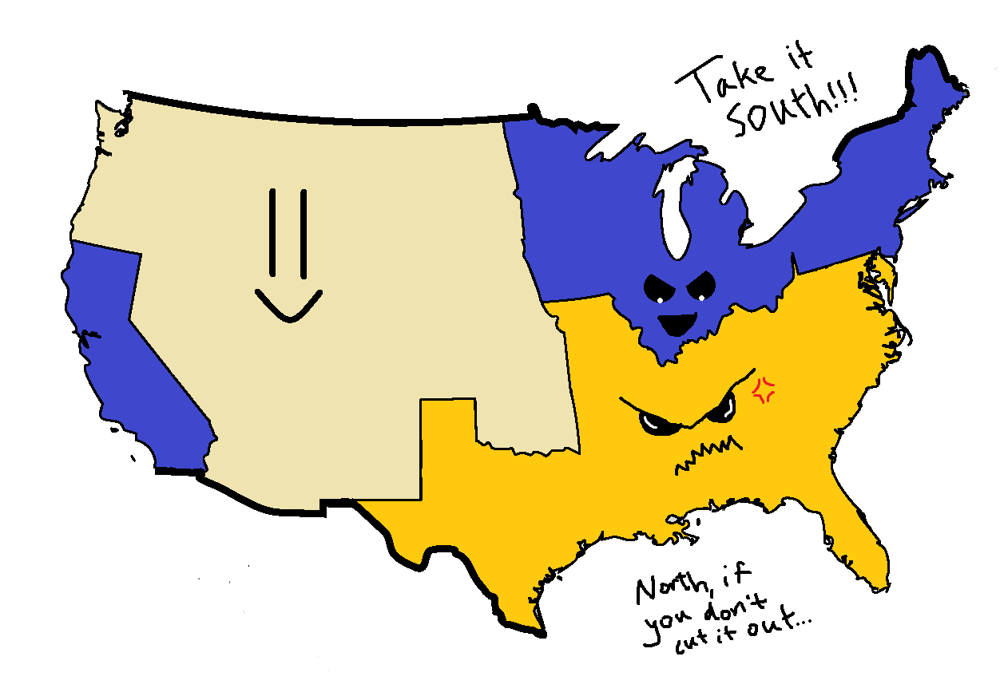 Take it
south!!!
North, if
you don't
cut it out...